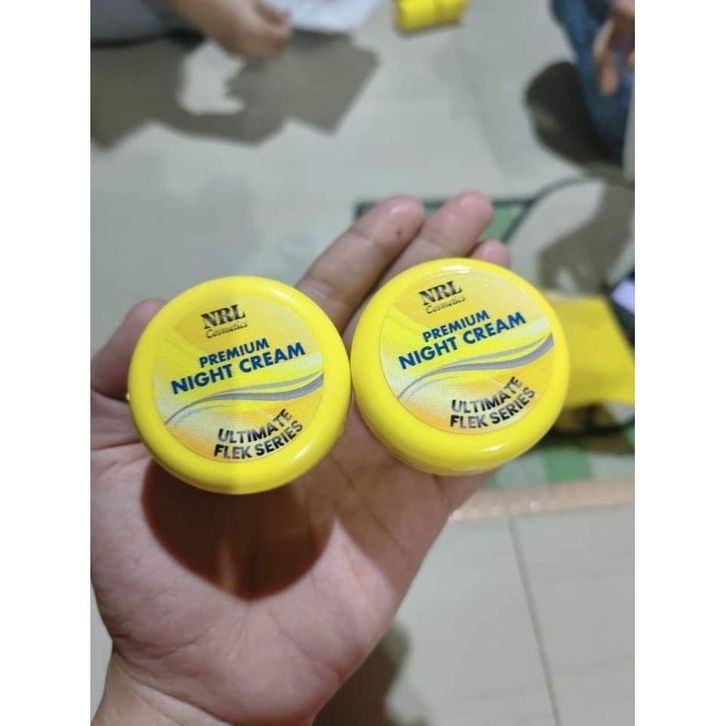 NRL
Cosmetics
PREMIUM
NIGHT CREAM
ULTIMATE
FLEK SERIES
NRL
Cosmetics
PREMIUM
NIGHT CREAM
ULTIMATE
FLEK SERIES